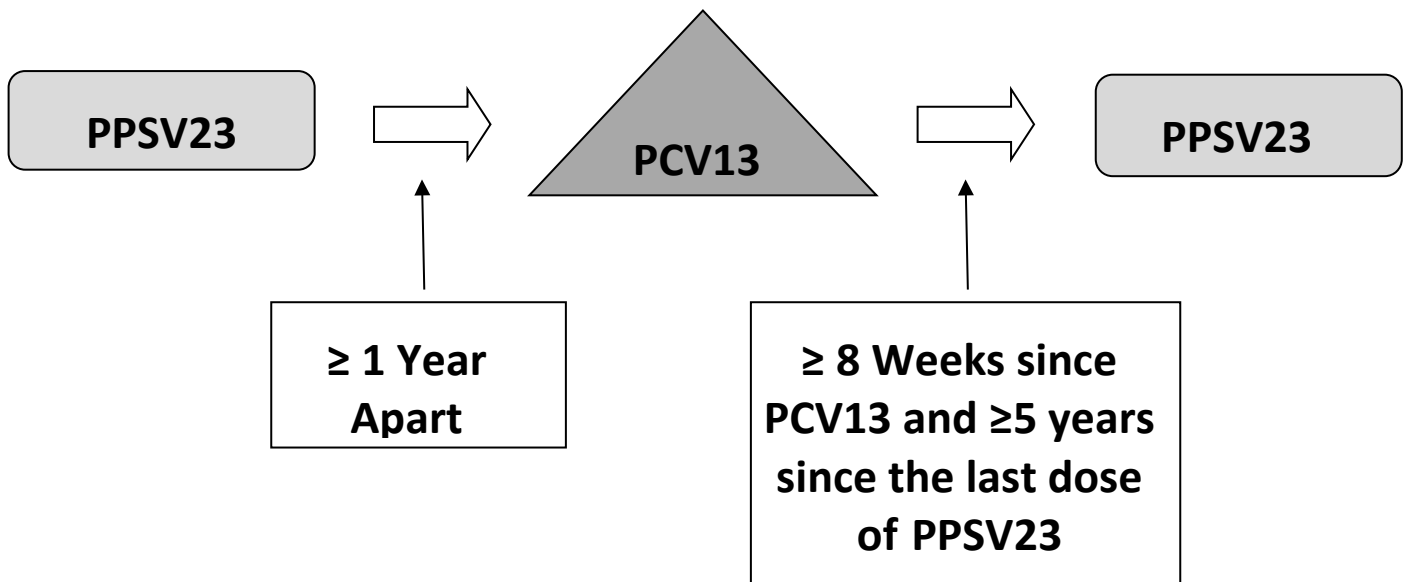 PPSV23
PCV13
PPSV23
≥ 1 Year
Apart
≥ 8 Weeks since
PCV13 and ≥5 years
since the last dose
of PPSV23